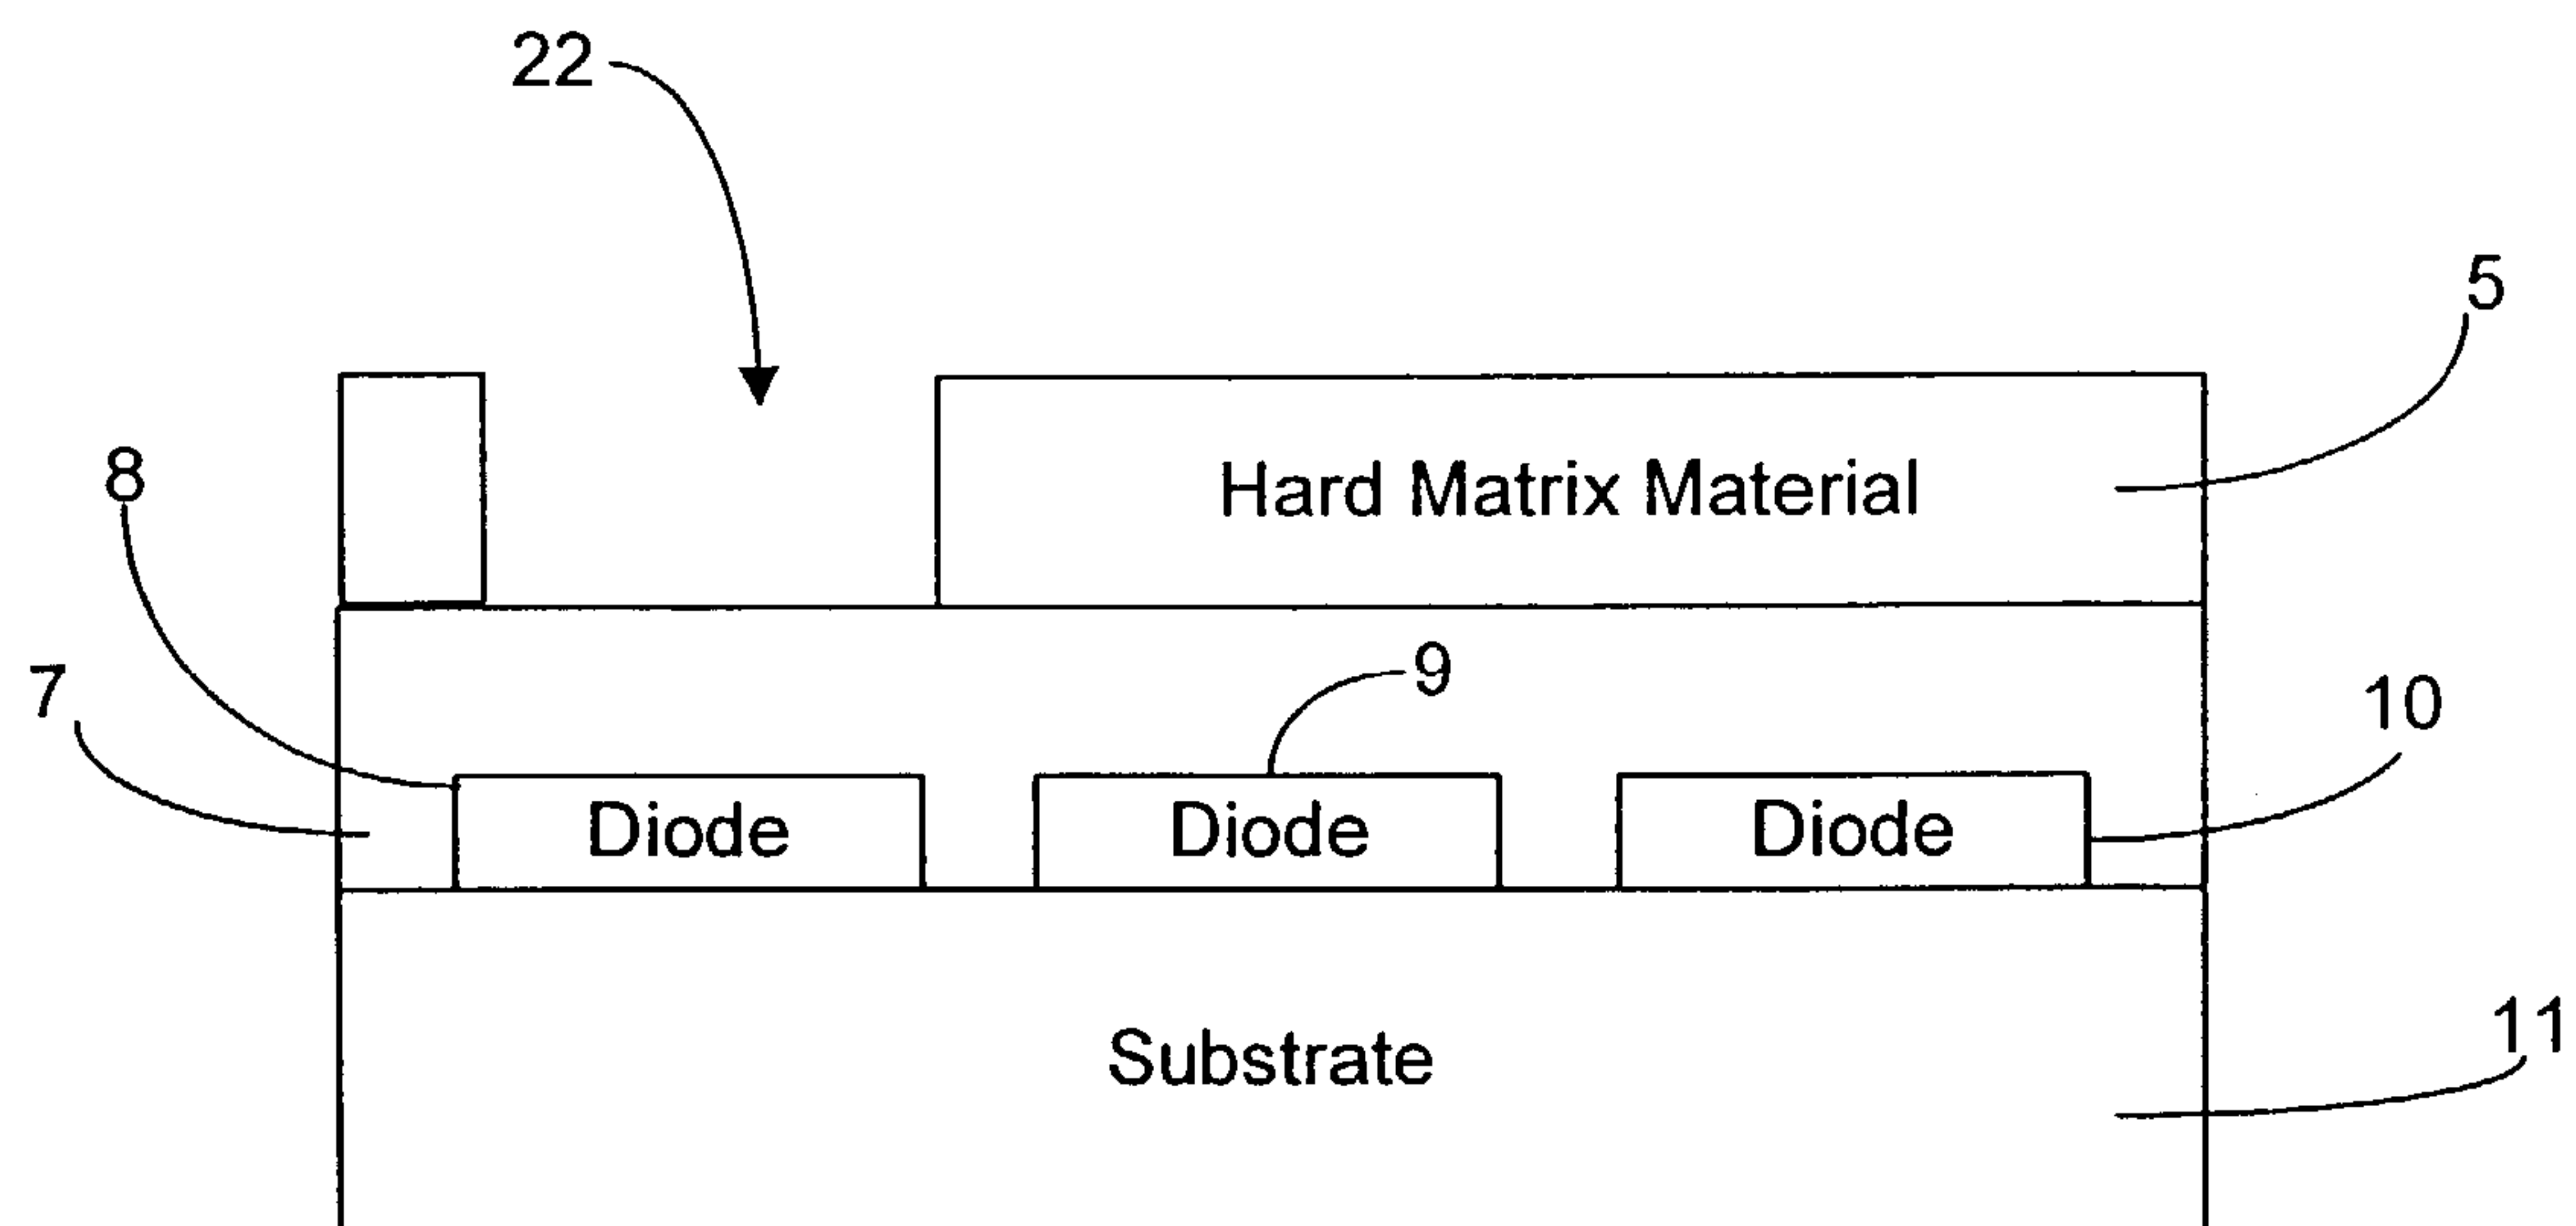 22
5
Hard Matrix Material
8
9
7
10
Diode Diode Diode
11
Substrate